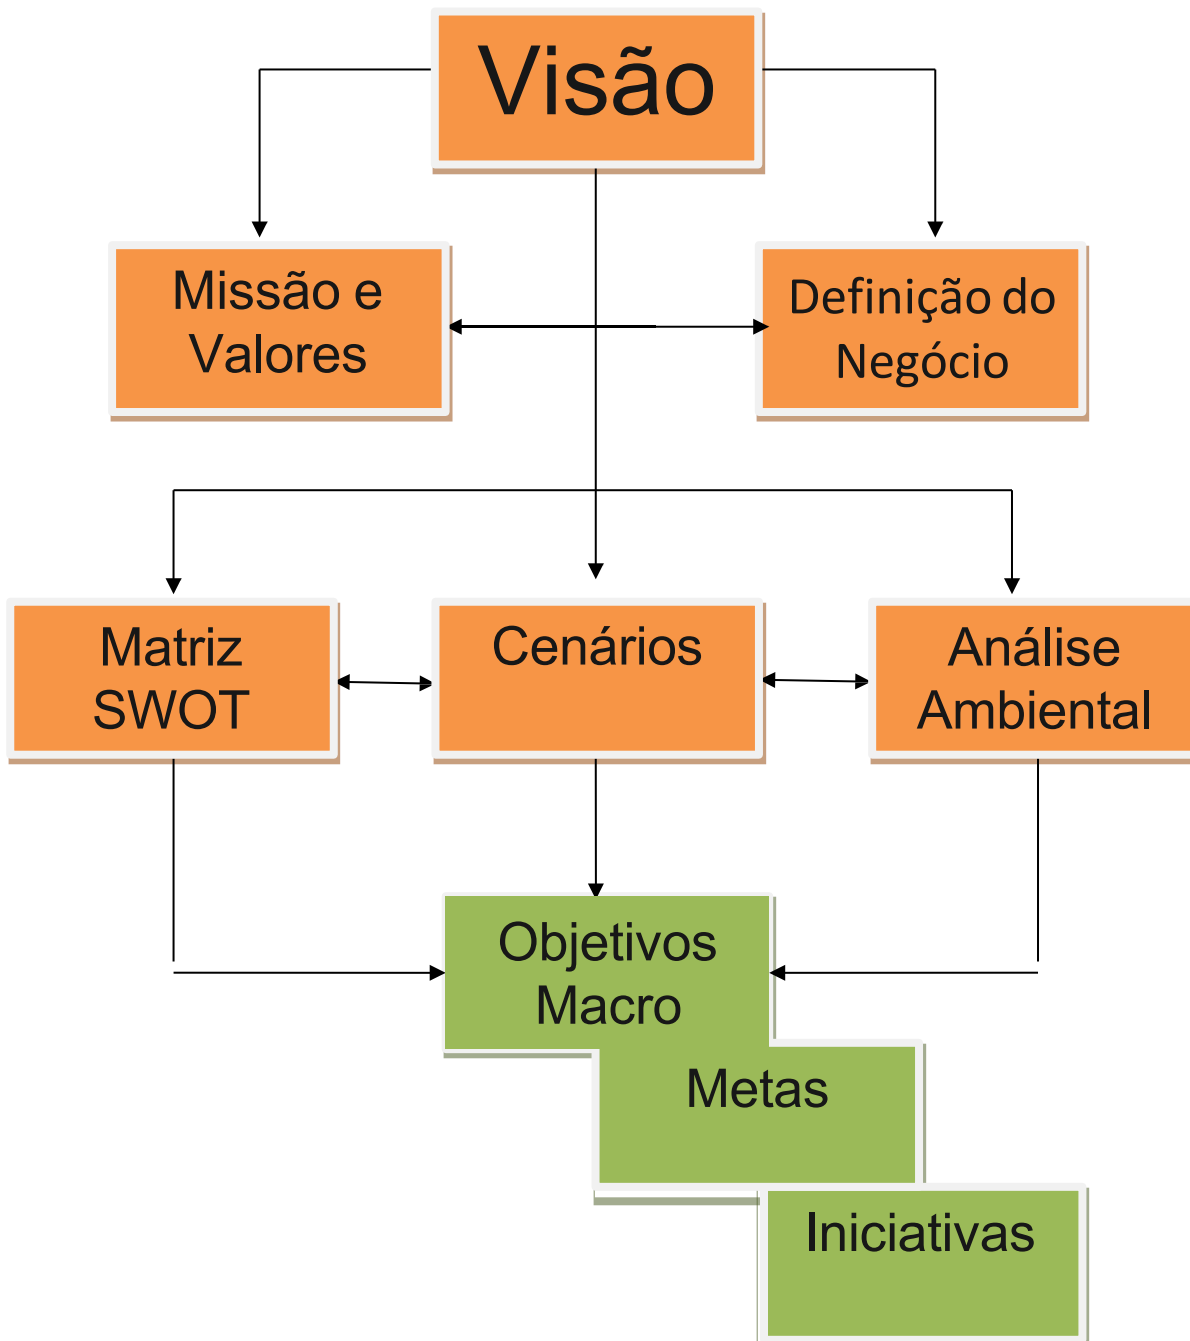 Visão
Missão e
Valores
Definição do
Negócio
Matriz
SWOT
Cenários
Análise
Ambiental
Objetivos
Macro
Metas
Iniciativas